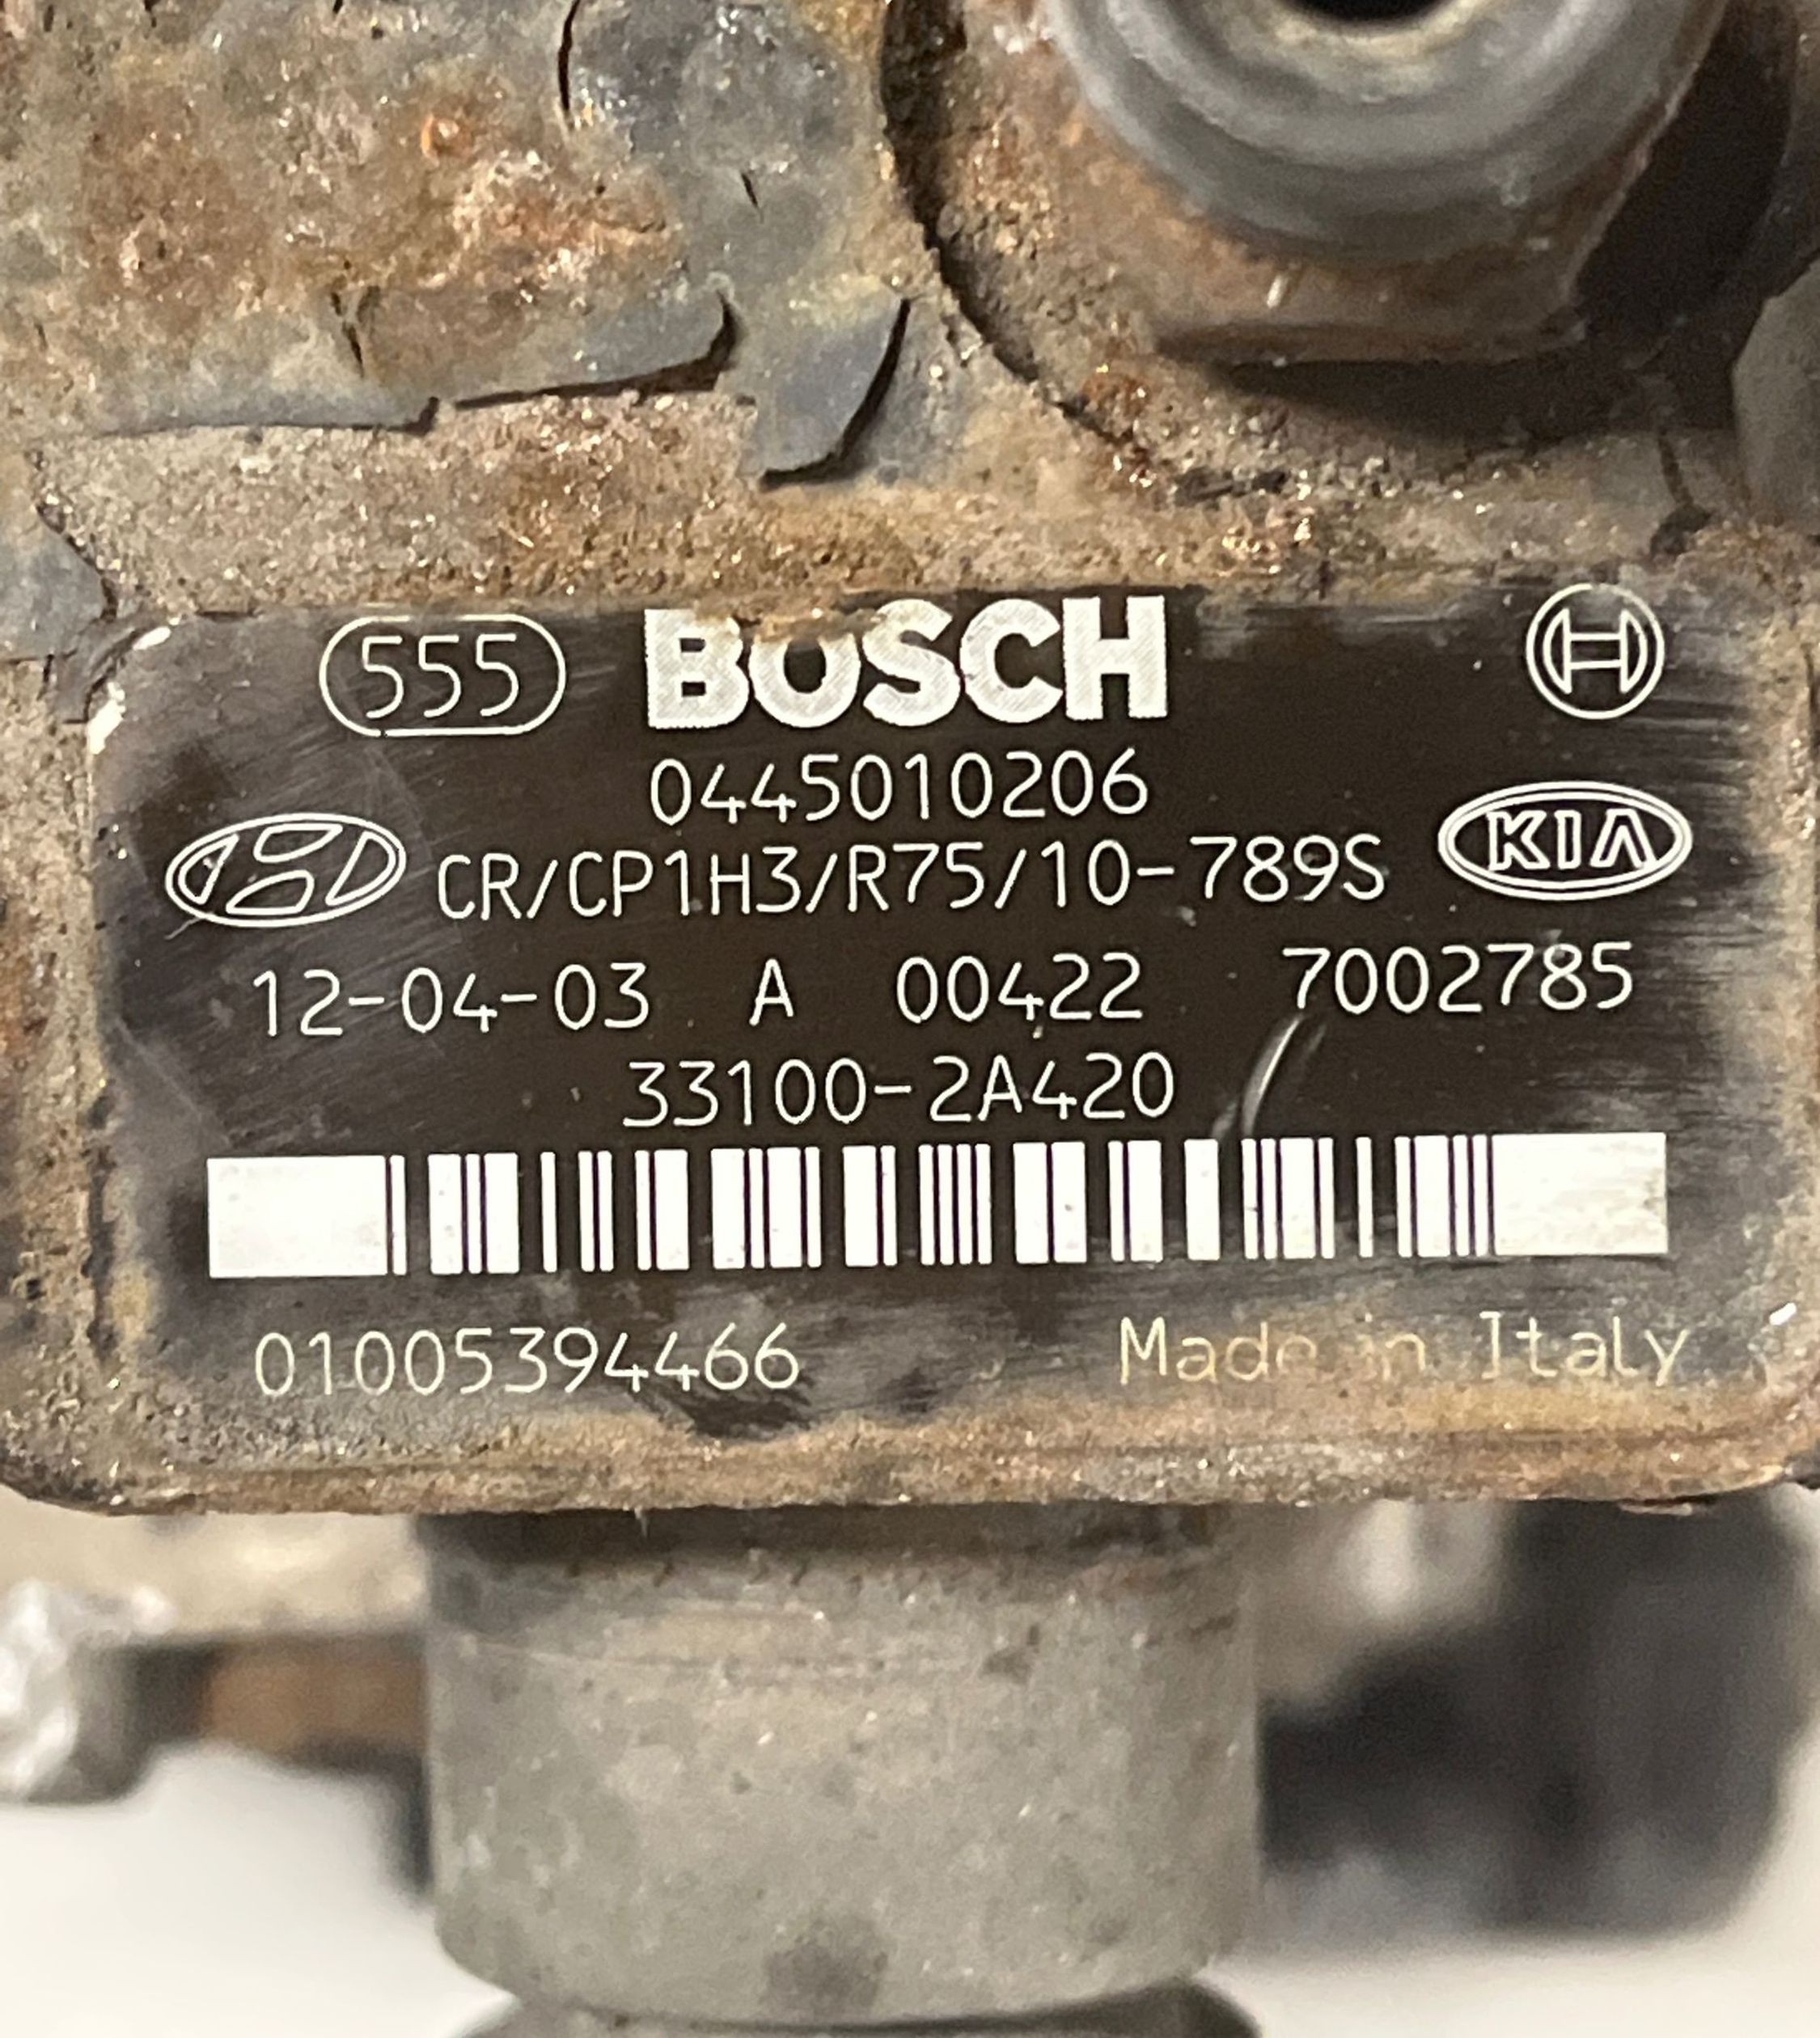 555 BOSCH
0445010206
CR/CP1H3/R75/10-789S KIA
12-04-03 A 00422 7002785
33100-2A420
01005394466 Made in Italy